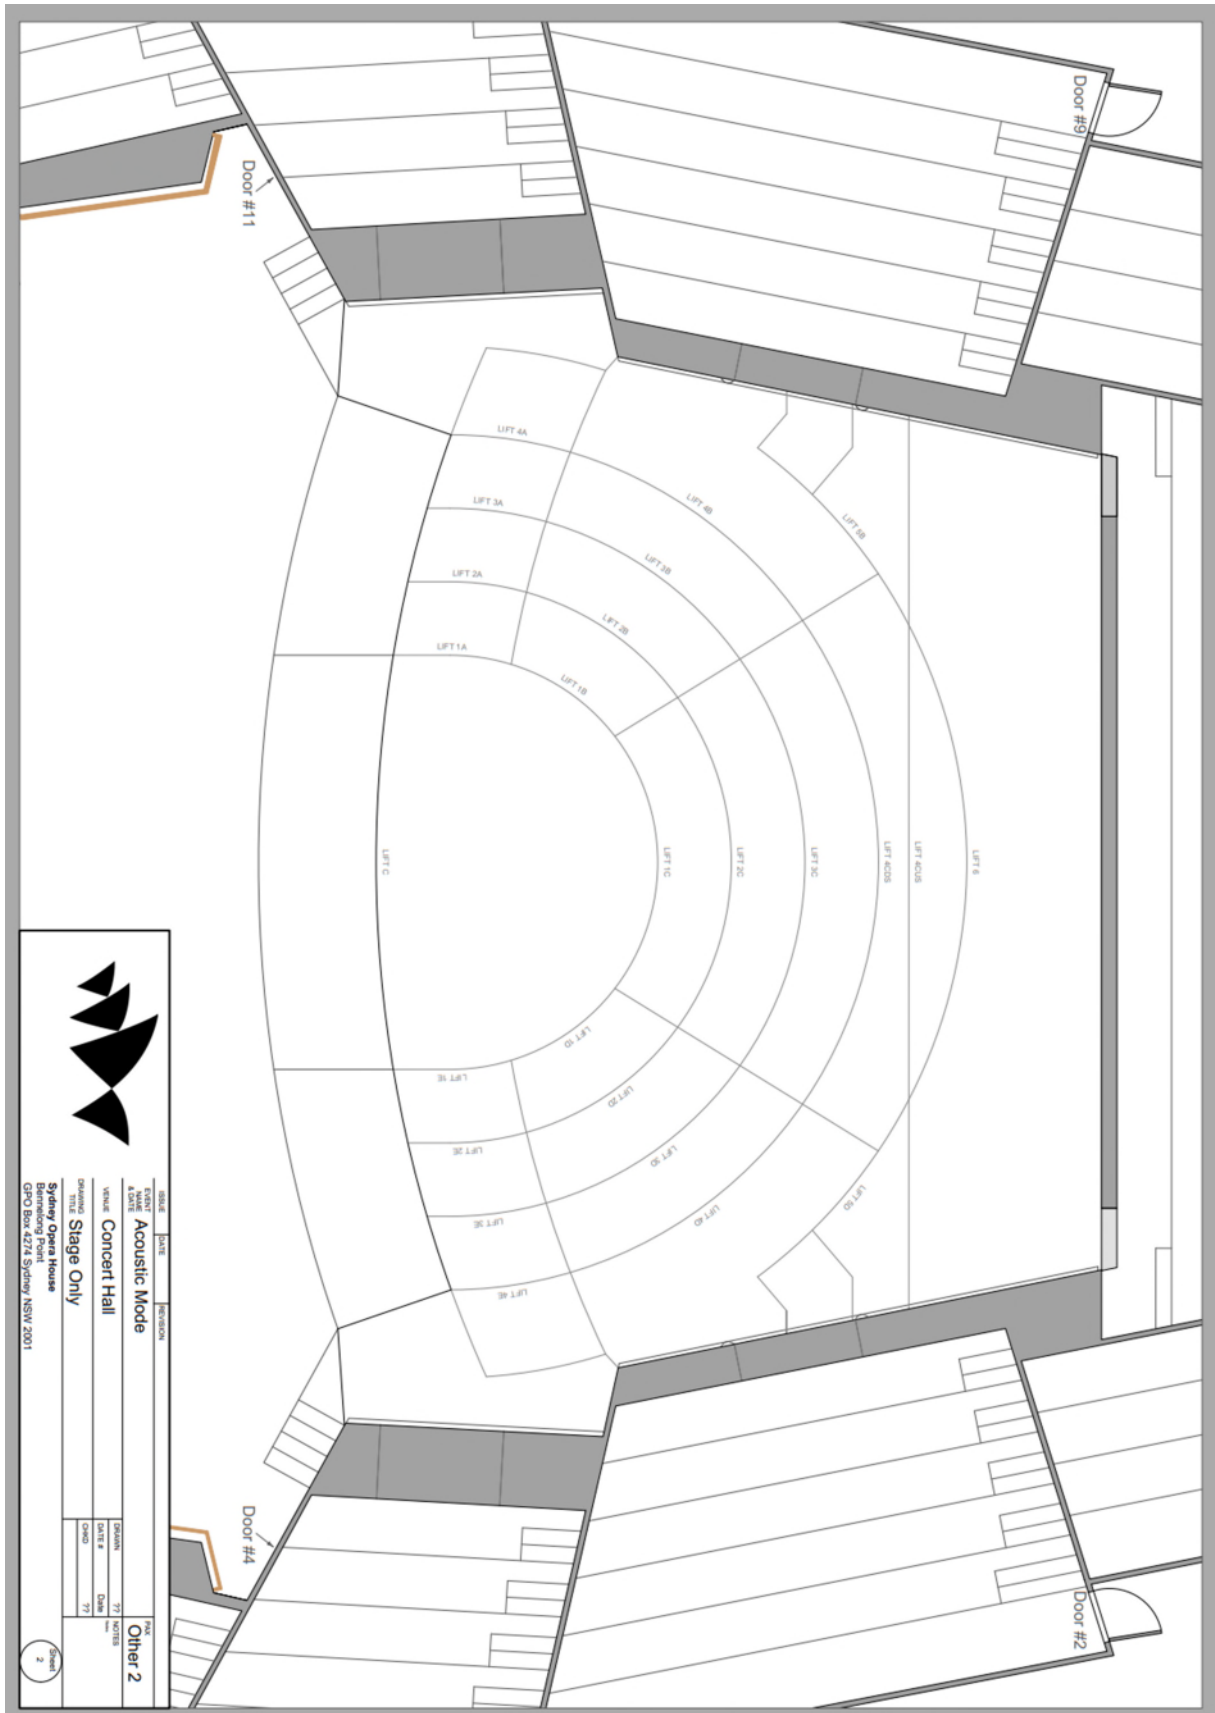 Door #9
Door #11
LIFT 4A
LIFT 3A
LIFT 2A
LIFT 1A
LIFT 4B
LIFT 3B
LIFT 2B
LIFT 1B
LIFT 5B
LIFT C
LIFT 1C
LIFT 2C
LIFT 3C
LIFT 4CDS
LIFT 4CUS
LIFT 6
LIFT 1D
LIFT 2D
LIFT 3D
LIFT 4D
LIFT 5D
LIFT 1E
LIFT 2E
LIFT 3E
LIFT 4E
Door #4
Door #2
ISSUE
DATE
REVISION
EVENT
NAME
& DATE
Acoustic Mode
VENUE
Concert Hall
DRAWING
TITLE
Stage Only
Sydney Opera House
Bennelong Point
GPO Box 4274 Sydney NSW 2001
DRAWN
??
DATE #
Date
CHKD
??
PAX
Other 2
NOTES
Sheet
2